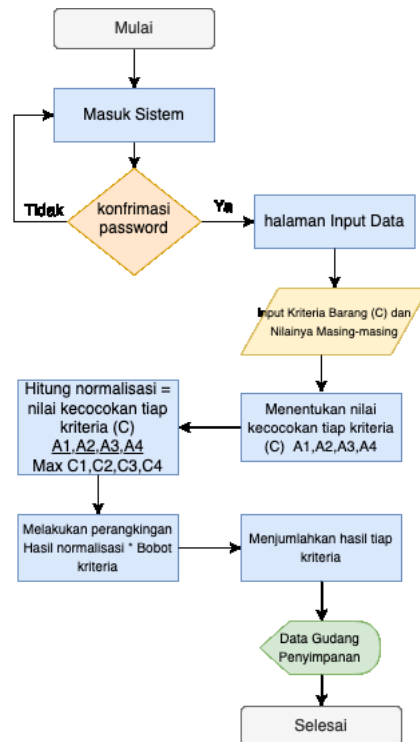 Mulai
Masuk Sistem
Tidak
konfrimasi
password
Ya
halaman Input Data
Input Kriteria Barang (C) dan
Nilainya Masing-masing
Hitung normalisasi =
nilai kecocokan tiap
kriteria (C)
A1,A2,A3,A4
Max C1,C2,C3,C4
Menentukan nilai
kecocokan tiap kriteria
(C) A1,A2,A3,A4
Melakukan perangkingan
Hasil normalisasi * Bobot
kriteria
Menjumlahkan hasil tiap
kriteria
Data Gudang
Penyimpanan
Selesai